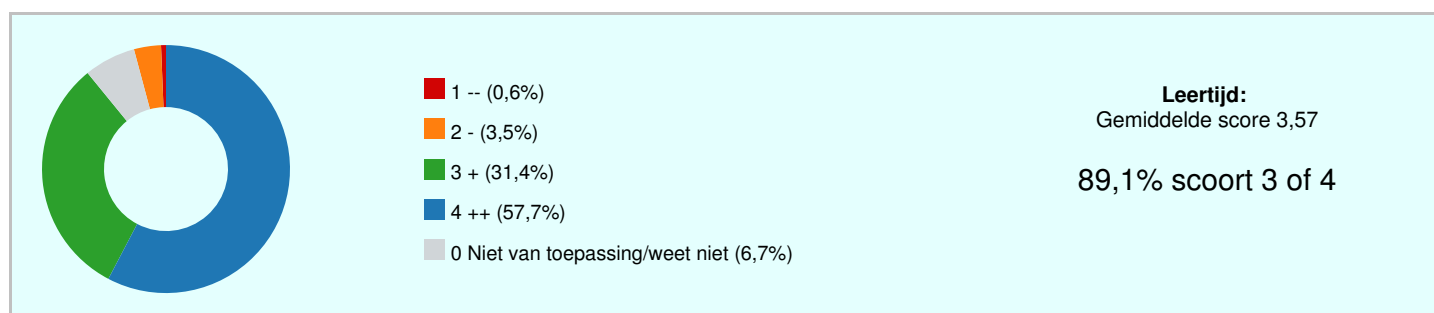 1 -- (0,6%)
2 - (3,5%)
3 + (31,4%)
4 ++ (57,7%)
0 Niet van toepassing/weet niet (6,7%)
Leertijd:
Gemiddelde score 3,57
89,1% scoort 3 of 4